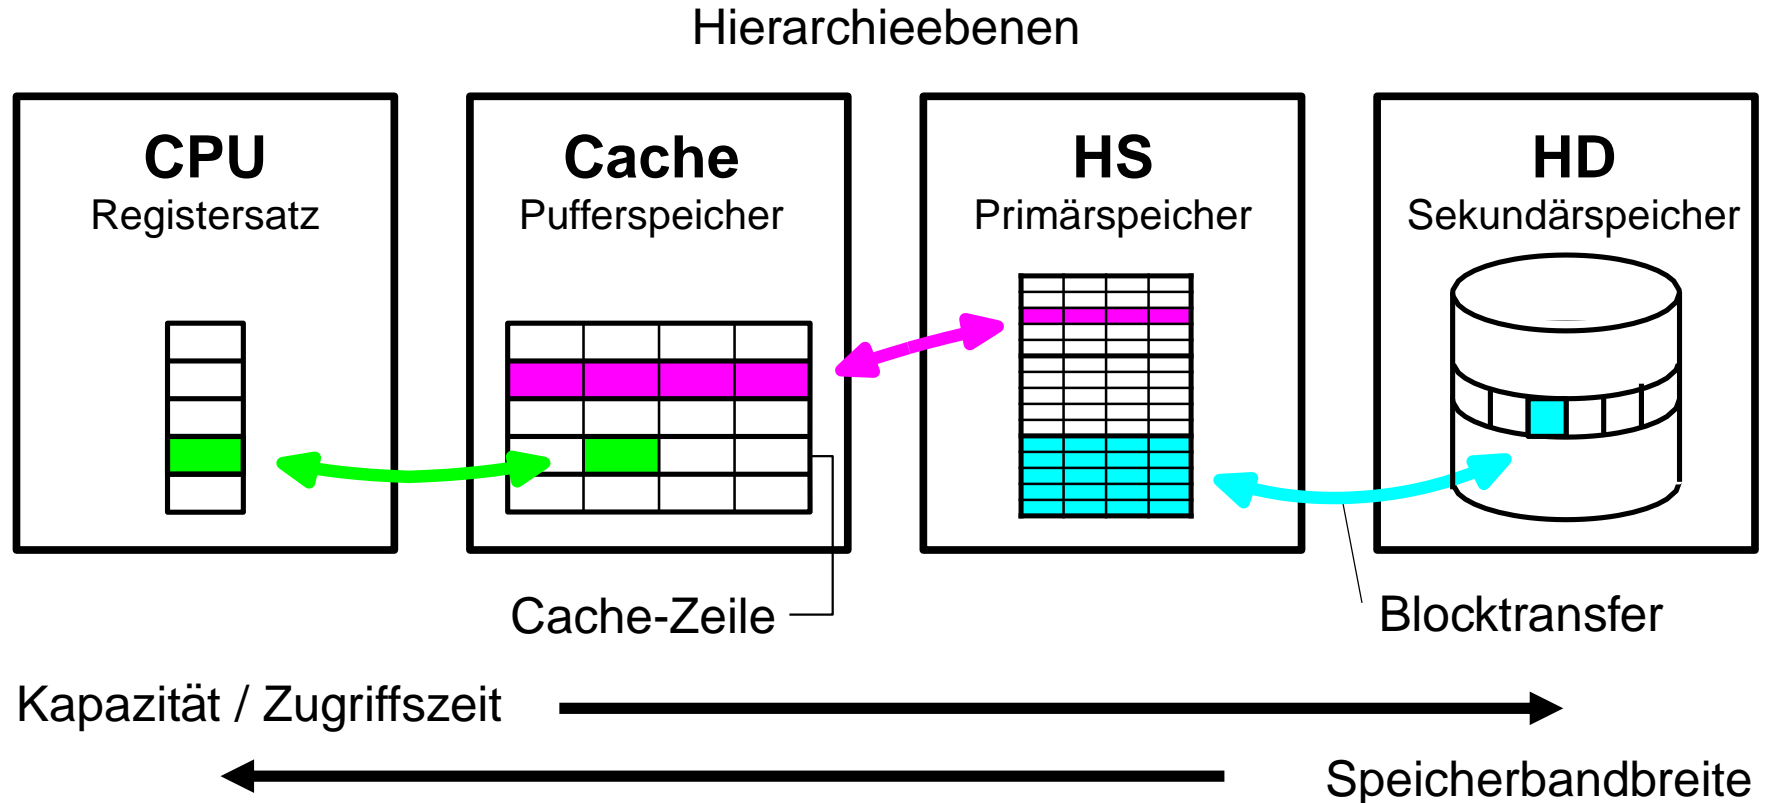 Hierarchieebenen
CPU
Registersatz
Cache
Pufferspeicher
HS
Primärspeicher
HD
Sekundärspeicher
Cache-Zeile
Blocktransfer
Kapazität / Zugriffszeit
Speicherbandbreite